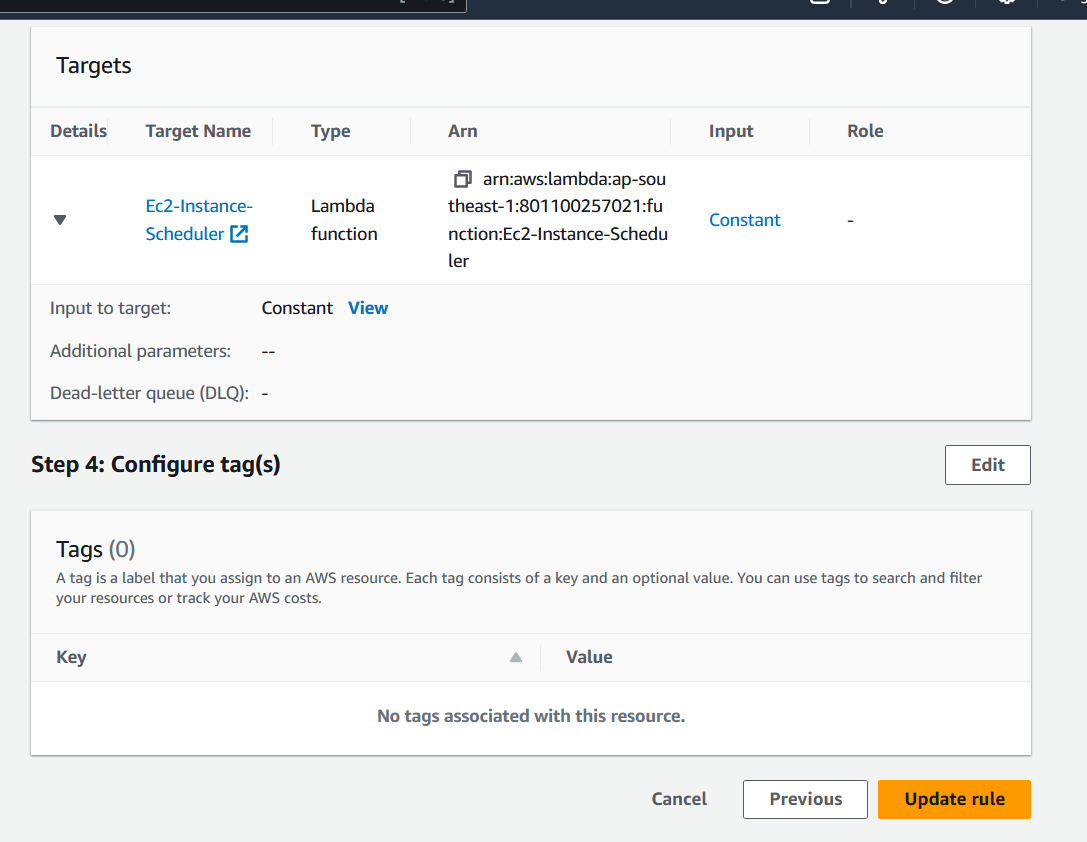 Targets
Details Target Name Type Arn Input Role
Ec2-Instance-Scheduler
Lambda function
arn:aws:lambda:ap-southeast-1:801100257021:function:Ec2-Instance-Scheduler
Constant
-
Input to target: Constant View
Additional parameters: --
Dead-letter queue (DLQ): -
Step 4: Configure tag(s)
Edit
Tags (0)
A tag is a label that you assign to an AWS resource. Each tag consists of a key and an optional value. You can use tags to search and filter
your resources or track your AWS costs.
Key Value
No tags associated with this resource.
Cancel Previous Update rule